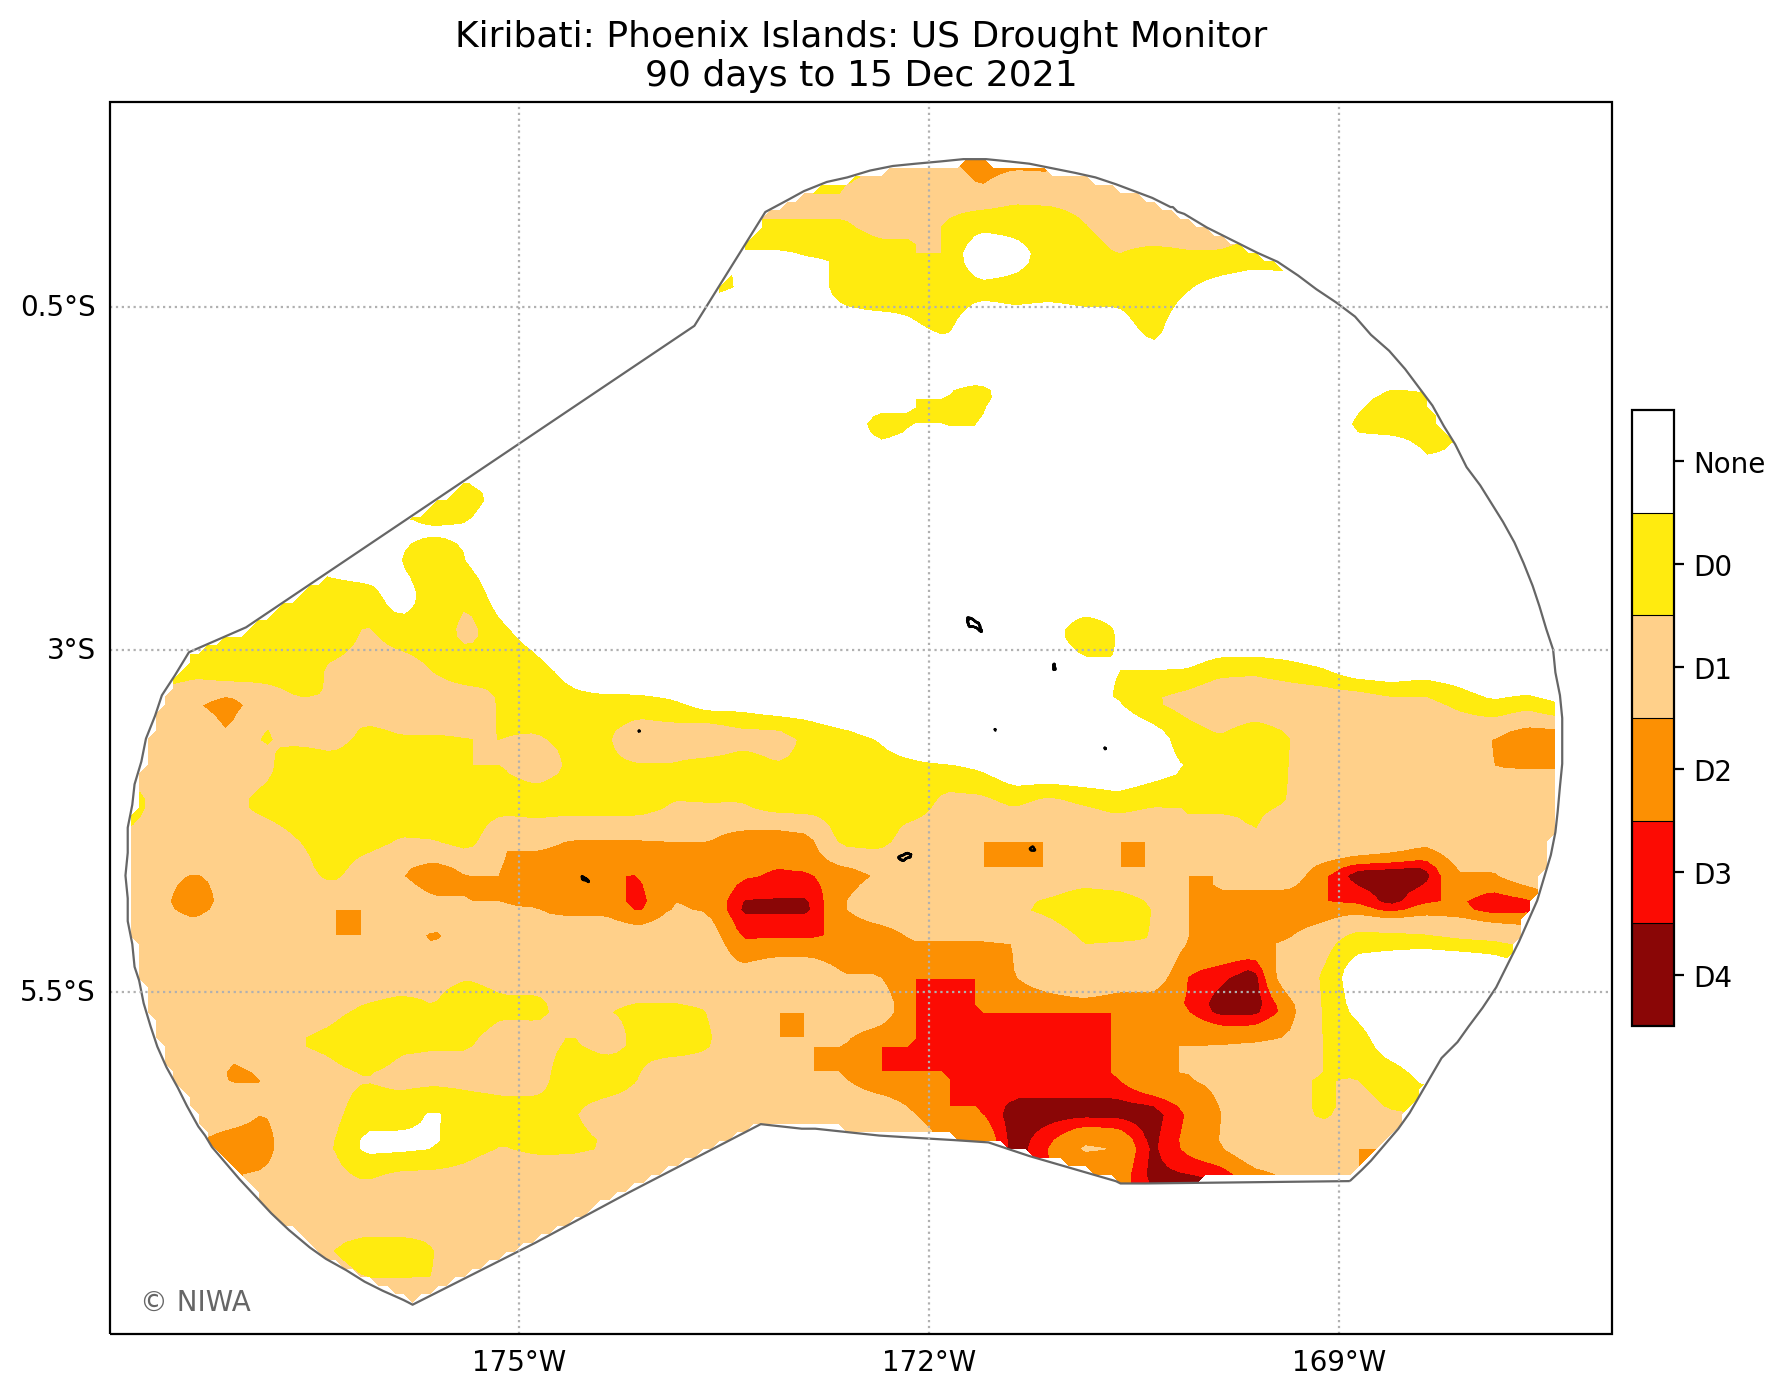 Kiribati: Phoenix Islands: US Drought Monitor
90 days to 15 Dec 2021
0.5°S
3°S
5.5°S
175°W
172°W
169°W
None
D0
D1
D2
D3
D4
© NIWA